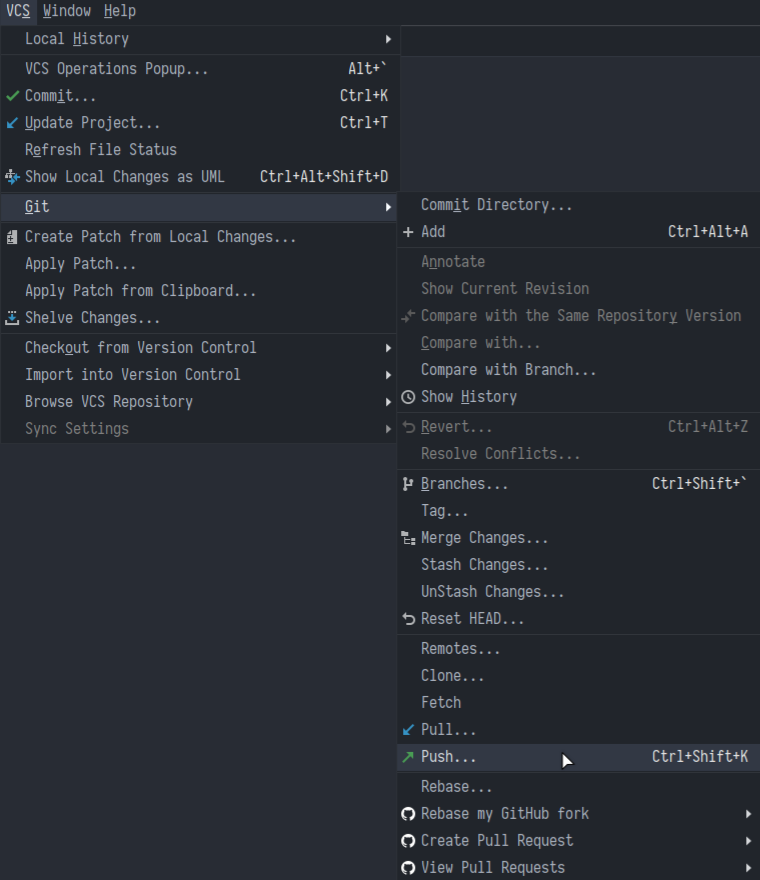 VCS Window Help
Local History
VCS Operations Popup... Alt+`
Commit... Ctrl+K
Update Project... Ctrl+T
Refresh File Status
Show Local Changes as UML Ctrl+Alt+Shift+D
Git
Create Patch from Local Changes...
Apply Patch...
Apply Patch from Clipboard...
Shelve Changes...
Checkout from Version Control
Import into Version Control
Browse VCS Repository
Sync Settings
Commit Directory...
Add Ctrl+Alt+A
Annotate
Show Current Revision
Compare with the Same Repository Version
Compare with...
Compare with Branch...
Show History
Revert... Ctrl+Alt+Z
Resolve Conflicts...
Branches... Ctrl+Shift+`
Tag...
Merge Changes...
Stash Changes...
UnStash Changes...
Reset HEAD...
Remotes...
Clone...
Fetch
Pull...
Push... Ctrl+Shift+K
Rebase...
Rebase my GitHub fork
Create Pull Request
View Pull Requests